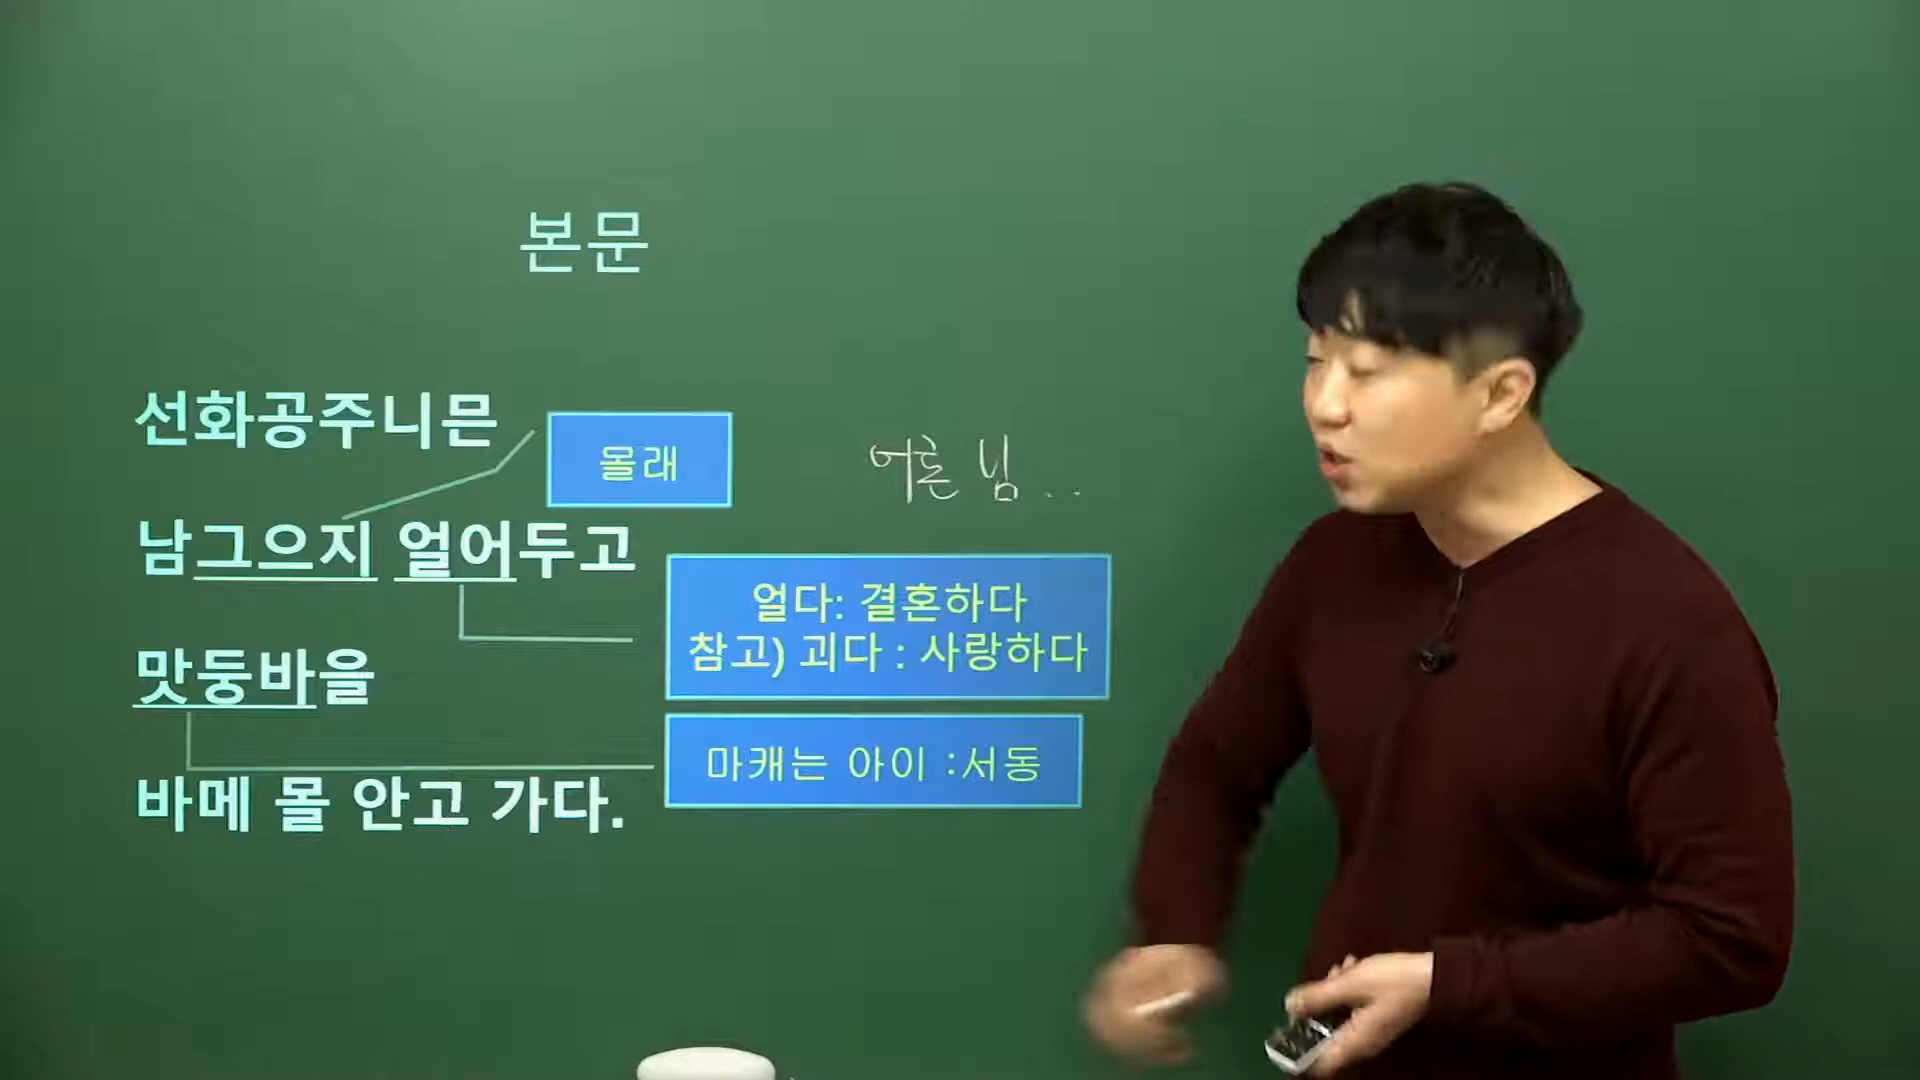 본문
선화공주니믄
몰래
어른 님..
남그으지 얼어두고
얼다: 결혼하다
참고) 괴다 : 사랑하다
맛둥바을
마캐는 아이 :서동
바메 몰 안고 가다.